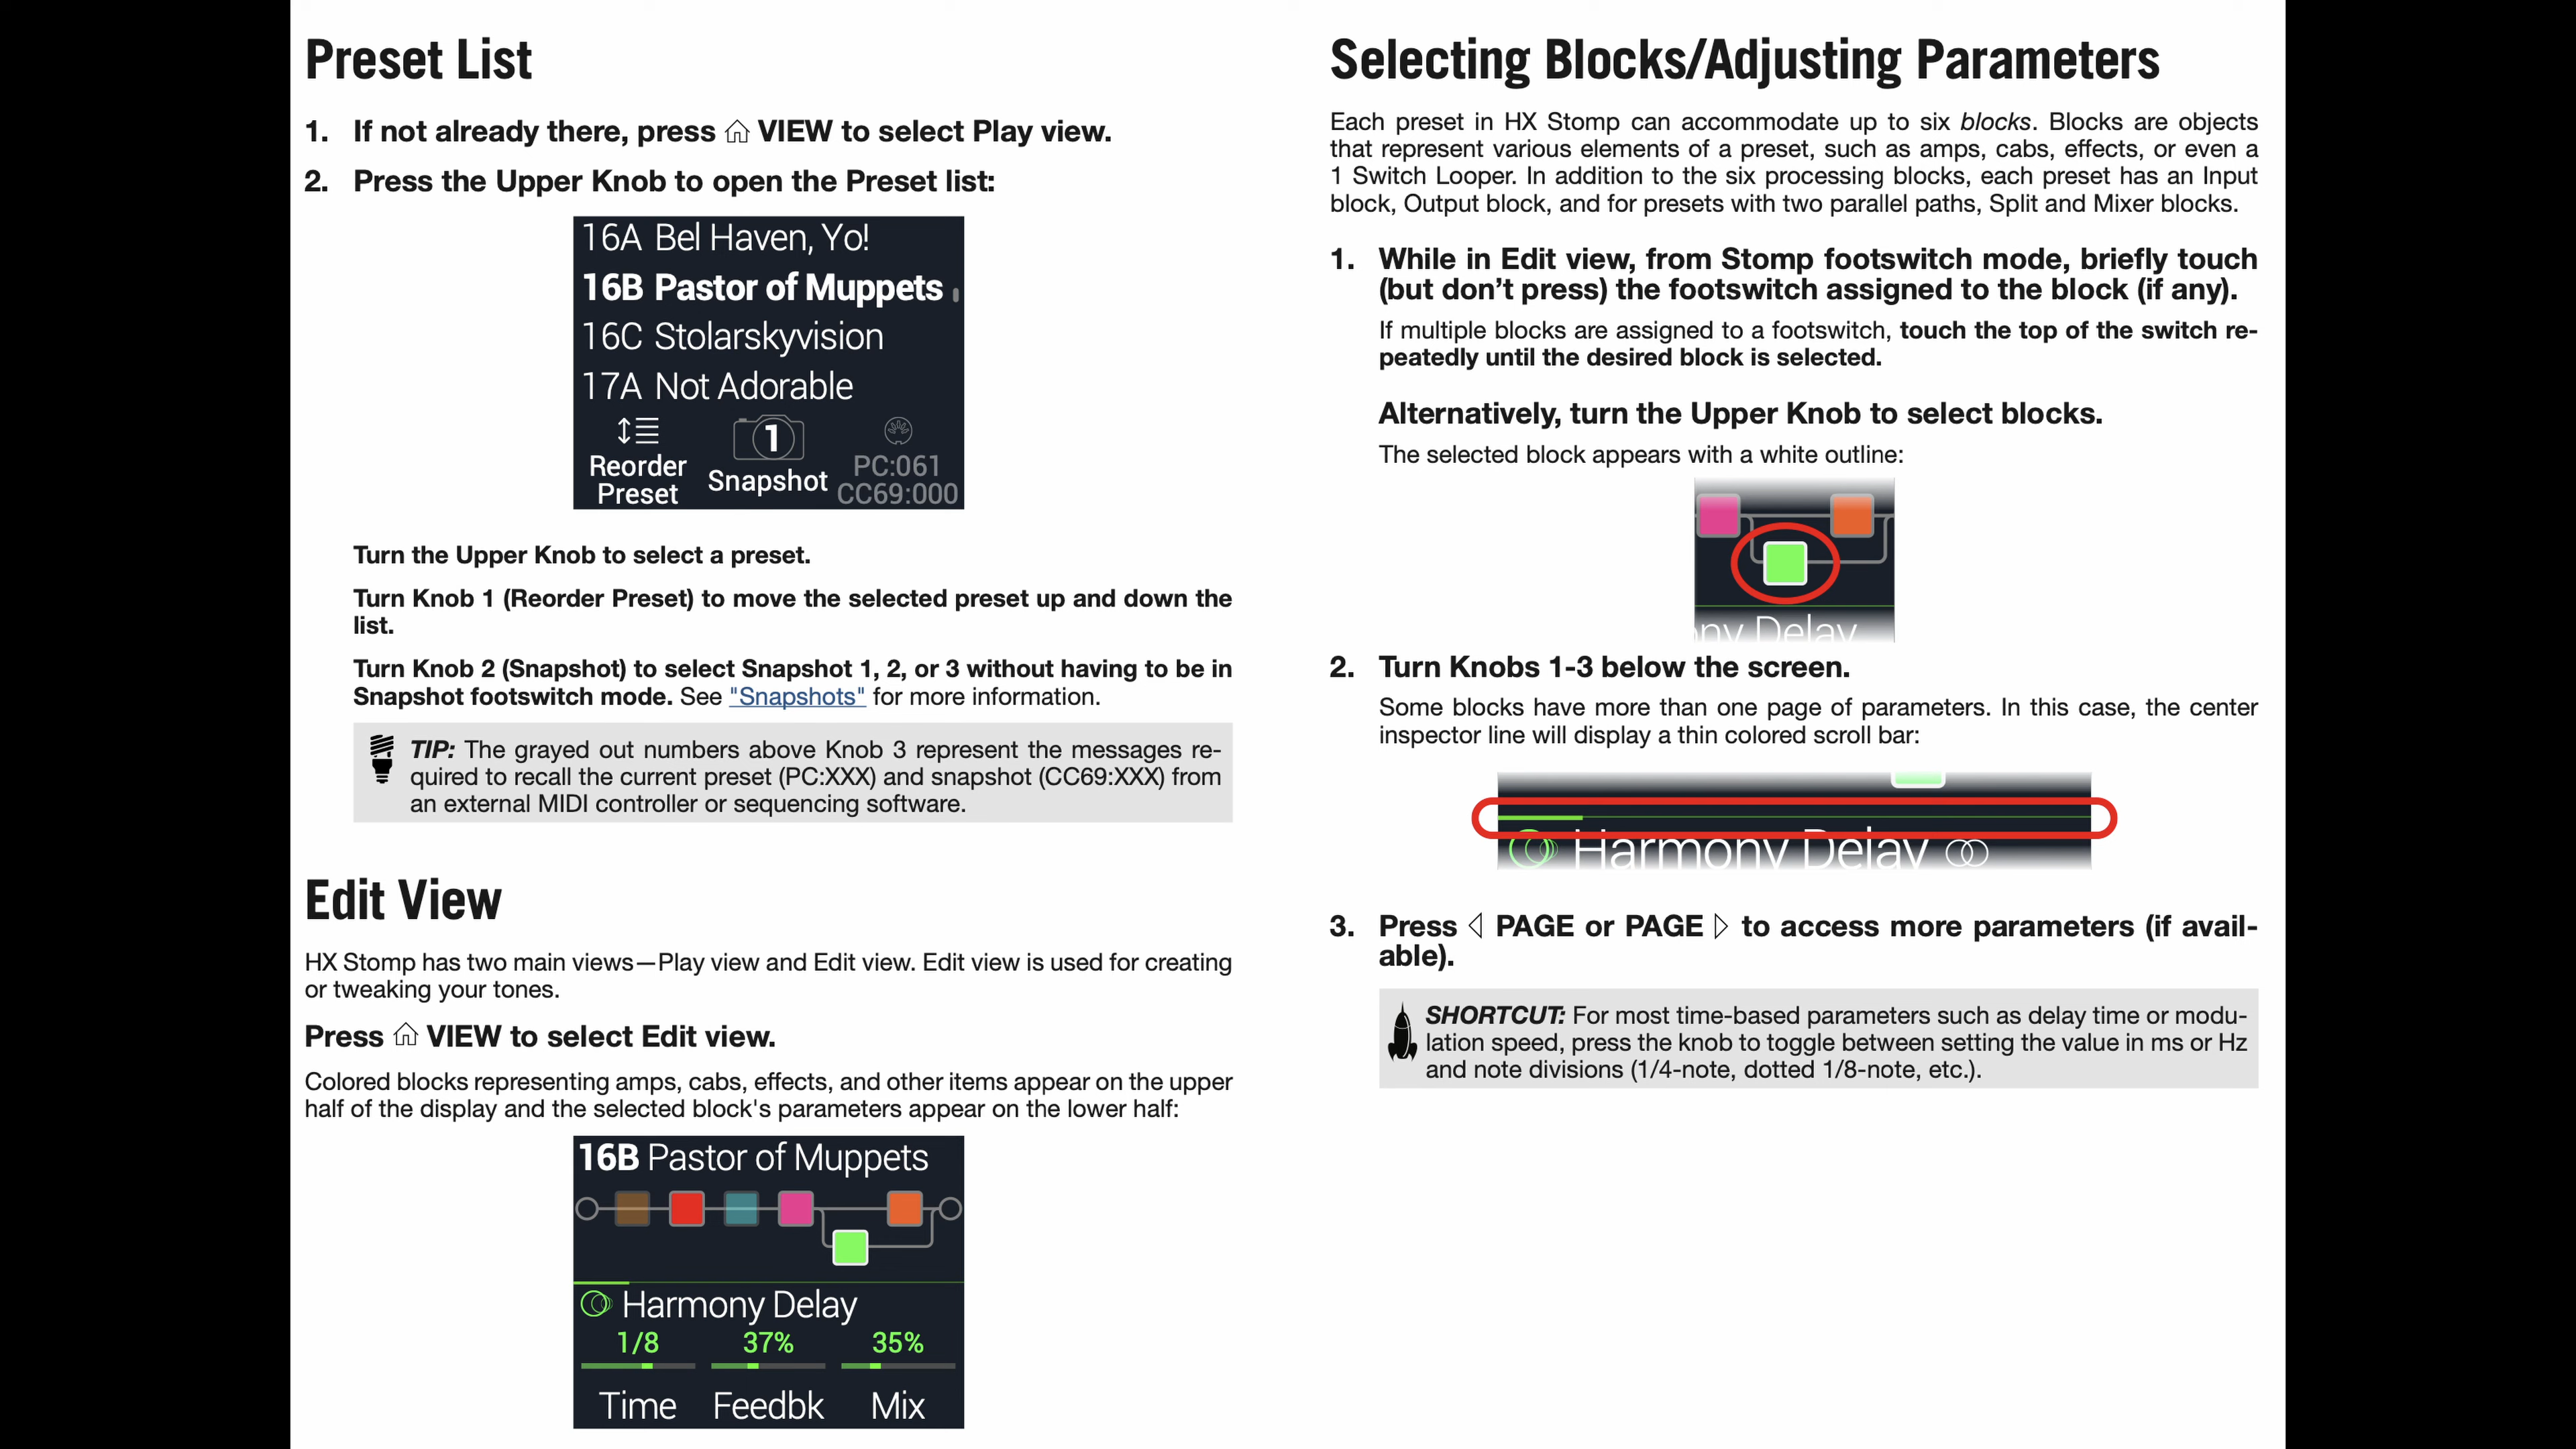 Preset List
1. If not already there, press VIEW to select Play view.
2. Press the Upper Knob to open the Preset list:
16A Bel Haven, Yo!
16B Pastor of Muppets
16C Stolarskyvision
17A Not Adorable
1
Reorder
Preset
Snapshot
PC:061
CC69:000
Turn the Upper Knob to select a preset.
Turn Knob 1 (Reorder Preset) to move the selected preset up and down the
list.
Turn Knob 2 (Snapshot) to select Snapshot 1, 2, or 3 without having to be in
Snapshot footswitch mode. See "Snapshots" for more information.
TIP: The grayed out numbers above Knob 3 represent the messages re-
quired to recall the current preset (PC:XXX) and snapshot (CC69:XXX) from
an external MIDI controller or sequencing software.
Edit View
HX Stomp has two main views—Play view and Edit view. Edit view is used for creating
or tweaking your tones.
Press VIEW to select Edit view.
Colored blocks representing amps, cabs, effects, and other items appear on the upper
half of the display and the selected block's parameters appear on the lower half:
16B Pastor of Muppets
Harmony Delay
1/8 37% 35%
Time Feedbk Mix
Selecting Blocks/Adjusting Parameters
Each preset in HX Stomp can accommodate up to six blocks. Blocks are objects
that represent various elements of a preset, such as amps, cabs, effects, or even a
1 Switch Looper. In addition to the six processing blocks, each preset has an Input
block, Output block, and for presets with two parallel paths, Split and Mixer blocks.
1. While in Edit view, from Stomp footswitch mode, briefly touch
(but don’t press) the footswitch assigned to the block (if any).
If multiple blocks are assigned to a footswitch, touch the top of the switch re-
peatedly until the desired block is selected.
Alternatively, turn the Upper Knob to select blocks.
The selected block appears with a white outline:
ony Delay
2. Turn Knobs 1-3 below the screen.
Some blocks have more than one page of parameters. In this case, the center
inspector line will display a thin colored scroll bar:
Harmony Delay
3. Press PAGE or PAGE to access more parameters (if avail-
able).
SHORTCUT: For most time-based parameters such as delay time or modu-
lation speed, press the knob to toggle between setting the value in ms or Hz
and note divisions (1/4-note, dotted 1/8-note, etc.).